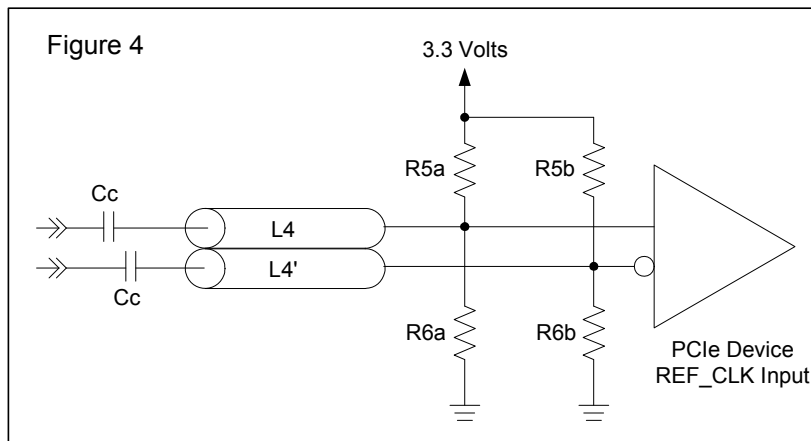 Figure 4
3.3 Volts
R5a
R5b
Cc
L4
L4'
Cc
R6a
R6b
PCIe Device
REF_CLK Input